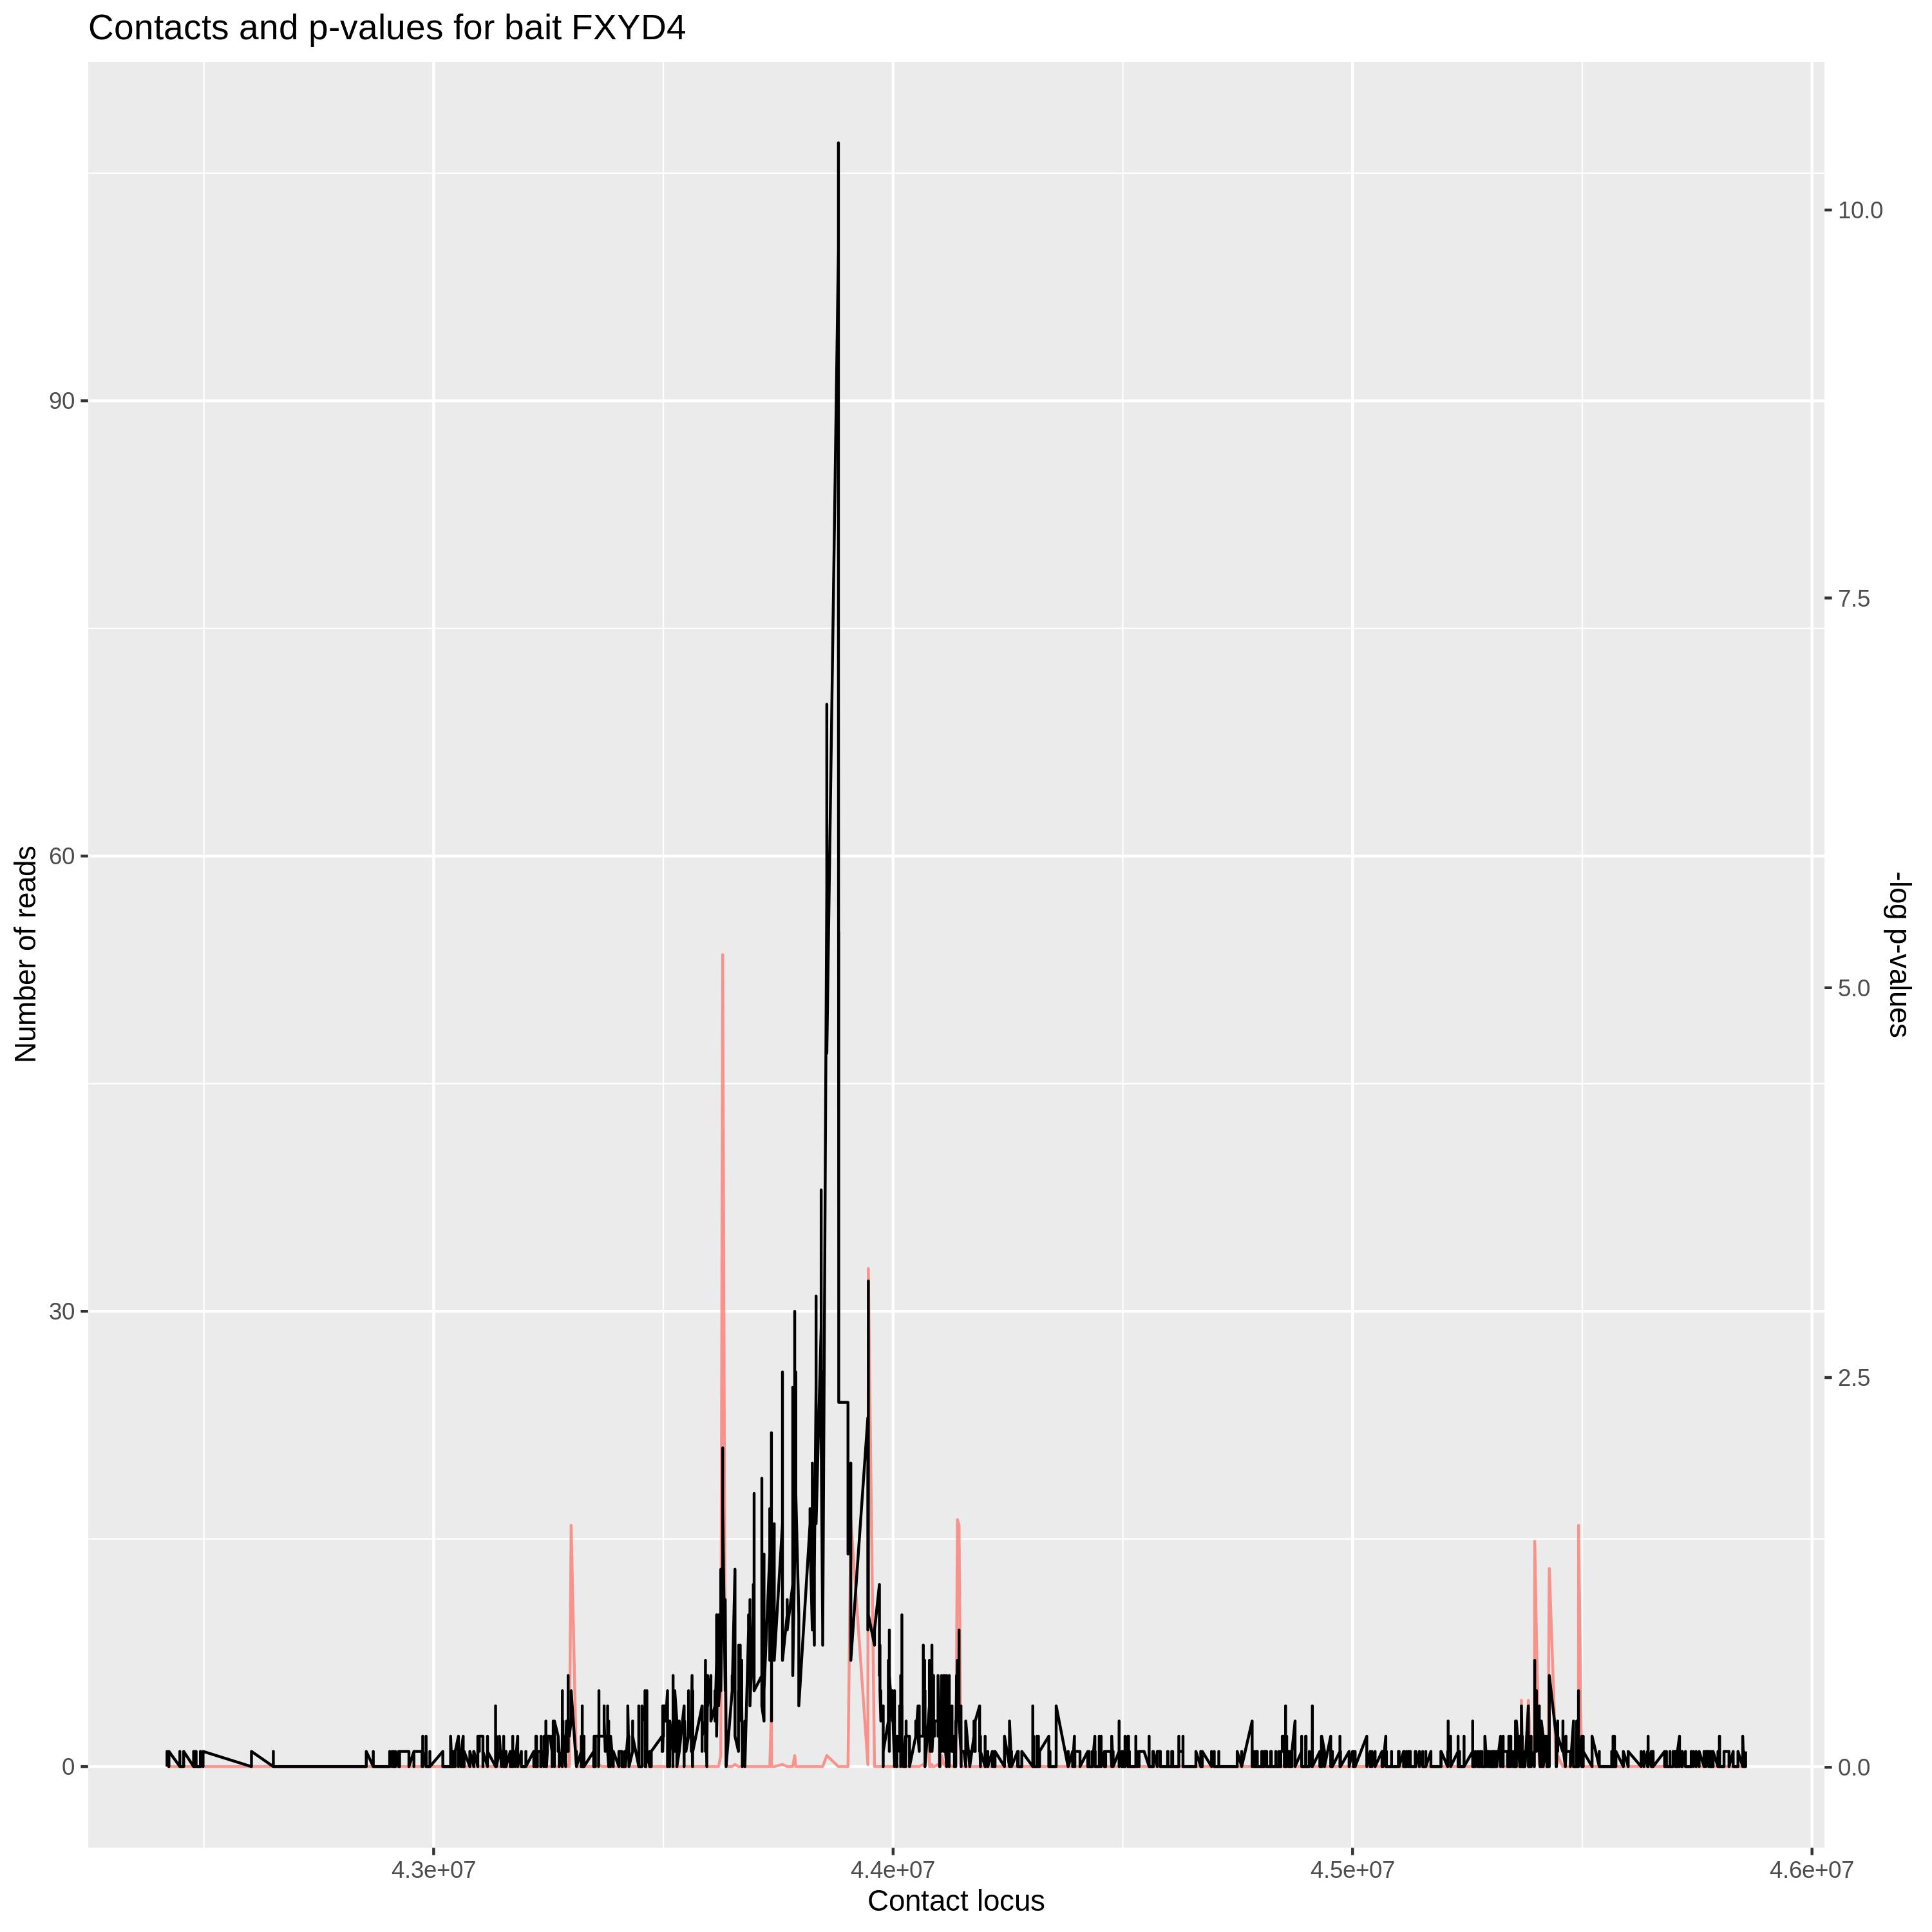 Contacts and p-values for bait FXYD4
Number of reads
90
60
30
0
10.0
7.5
5.0
2.5
0.0
-log p-values
4.3e+07
4.4e+07
4.5e+07
4.6e+07
Contact locus